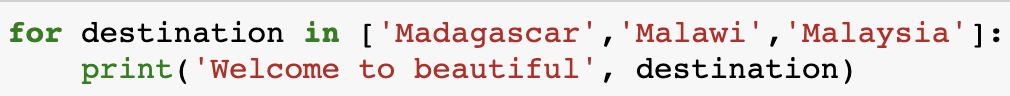 for destination in ['Madagascar','Malawi','Malaysia']:
    print('Welcome to beautiful', destination)